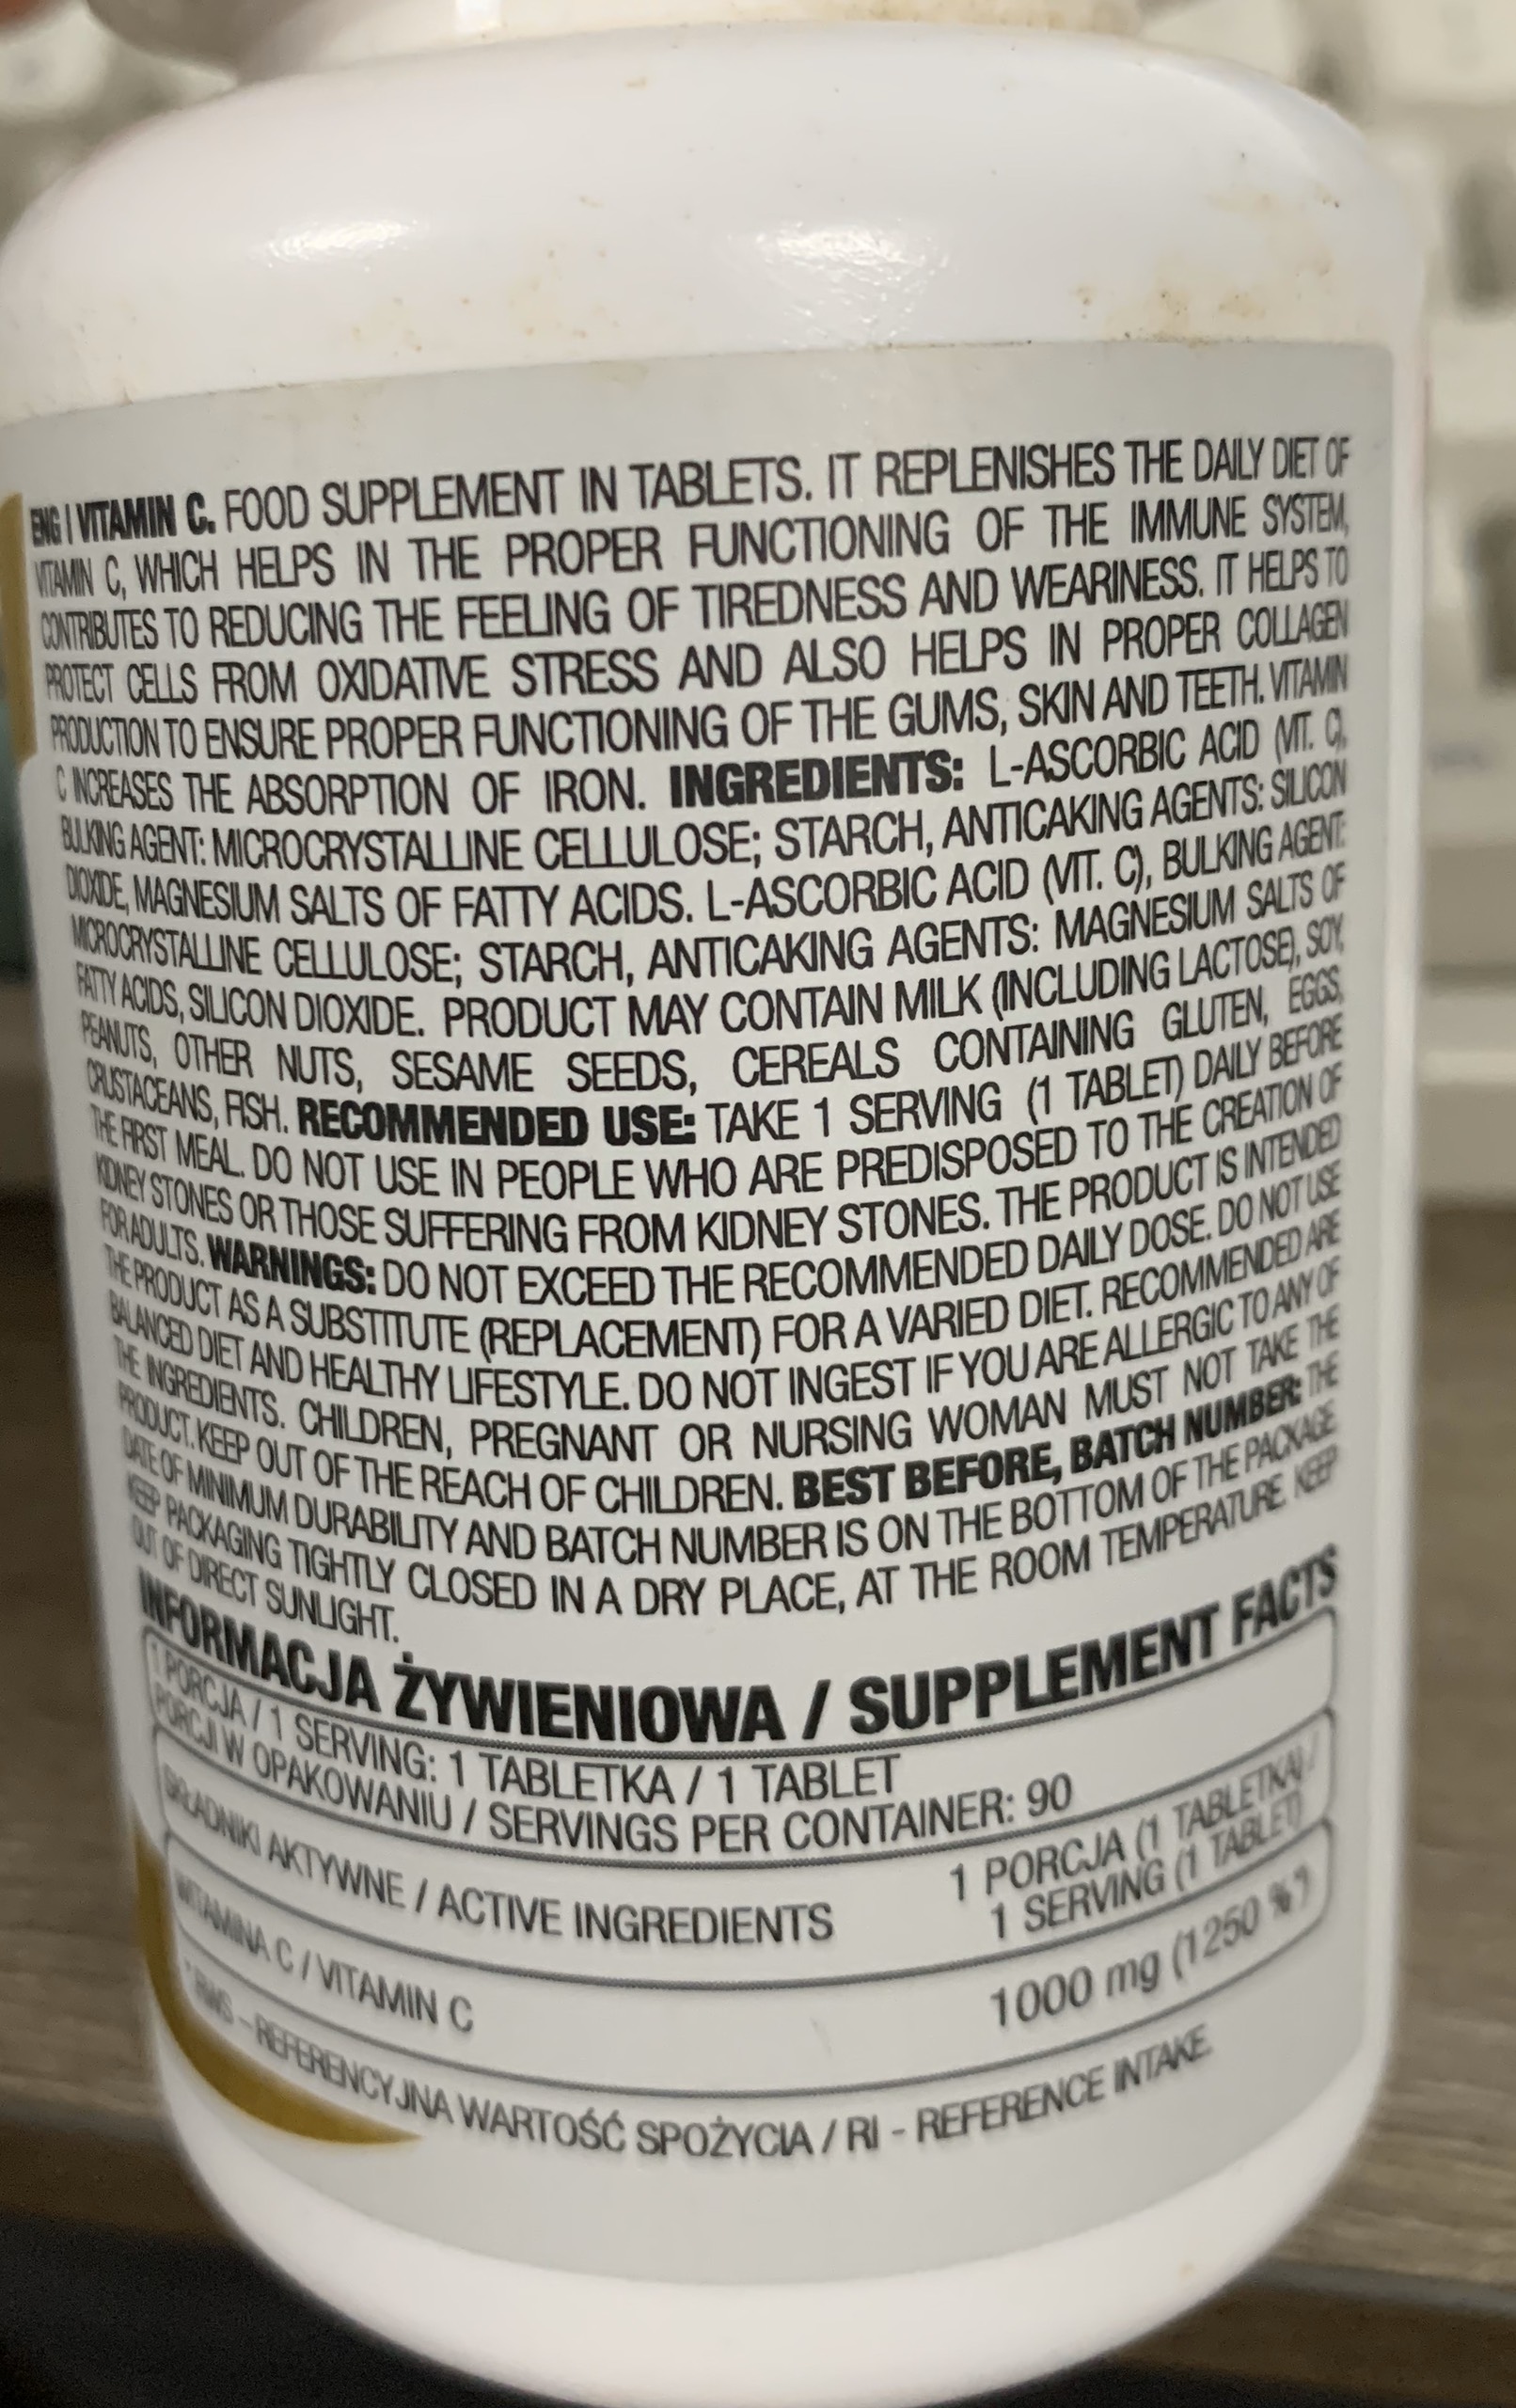 ENG | VITAMIN C. FOOD SUPPLEMENT IN TABLETS. IT REPLENISHES THE DAILY DIET OF
VITAMIN C, WHICH HELPS IN THE PROPER FUNCTIONING OF THE IMMUNE SYSTEM,
CONTRIBUTES TO REDUCING THE FEELING OF TIREDNESS AND WEARINESS. IT HELPS TO
PROTECT CELLS FROM OXIDATIVE STRESS AND ALSO HELPS IN PROPER COLLAGEN
PRODUCTION TO ENSURE PROPER FUNCTIONING OF THE GUMS, SKIN AND TEETH. VITAMIN
C INCREASES THE ABSORPTION OF IRON. INGREDIENTS: L-ASCORBIC ACID (VIT. C),
BULKING AGENT: MICROCRYSTALLINE CELLULOSE; STARCH, ANTICAKING AGENTS: SILICON
DIOXIDE, MAGNESIUM SALTS OF FATTY ACIDS. L-ASCORBIC ACID (VIT. C), BULKING AGENT:
MICROCRYSTALLINE CELLULOSE; STARCH, ANTICAKING AGENTS: MAGNESIUM SALTS OF
FATTY ACIDS, SILICON DIOXIDE. PRODUCT MAY CONTAIN MILK (INCLUDING LACTOSE), SOY,
PEANUTS, OTHER NUTS, SESAME SEEDS, CEREALS CONTAINING GLUTEN, EGGS,
CRUSTACEANS, FISH. RECOMMENDED USE: TAKE 1 SERVING (1 TABLET) DAILY BEFORE
THE FIRST MEAL. DO NOT USE IN PEOPLE WHO ARE PREDISPOSED TO THE CREATION OF
KIDNEY STONES OR THOSE SUFFERING FROM KIDNEY STONES. THE PRODUCT IS INTENDED
FOR ADULTS. WARNINGS: DO NOT EXCEED THE RECOMMENDED DAILY DOSE. DO NOT USE
THE PRODUCT AS A SUBSTITUTE (REPLACEMENT) FOR A VARIED DIET. RECOMMENDED ARE
BALANCED DIET AND HEALTHY LIFESTYLE. DO NOT INGEST IF YOU ARE ALLERGIC TO ANY OF
THE INGREDIENTS. CHILDREN, PREGNANT OR NURSING WOMAN MUST NOT TAKE THE
PRODUCT. KEEP OUT OF THE REACH OF CHILDREN. BEST BEFORE, BATCH NUMBER: THE
DATE OF MINIMUM DURABILITY AND BATCH NUMBER IS ON THE BOTTOM OF THE PACKAGE
KEEP PACKAGING TIGHTLY CLOSED IN A DRY PLACE, AT THE ROOM TEMPERATURE. KEEP
OUT OF DIRECT SUNLIGHT.
INFORMACJA ŻYWIENIOWA / SUPPLEMENT FACTS
1 PORCJA / 1 SERVING: 1 TABLETKA / 1 TABLET
PORCJI W OPAKOWANIU / SERVINGS PER CONTAINER: 90
SKŁADNIKI AKTYWNE / ACTIVE INGREDIENTS
1 PORCJA (1 TABLETKA) /
1 SERVING (1 TABLET)
WITAMINA C / VITAMIN C
1000 mg (1250 %*)
* RWS – REFERENCYJNA WARTOŚĆ SPOŻYCIA / RI - REFERENCE INTAKE